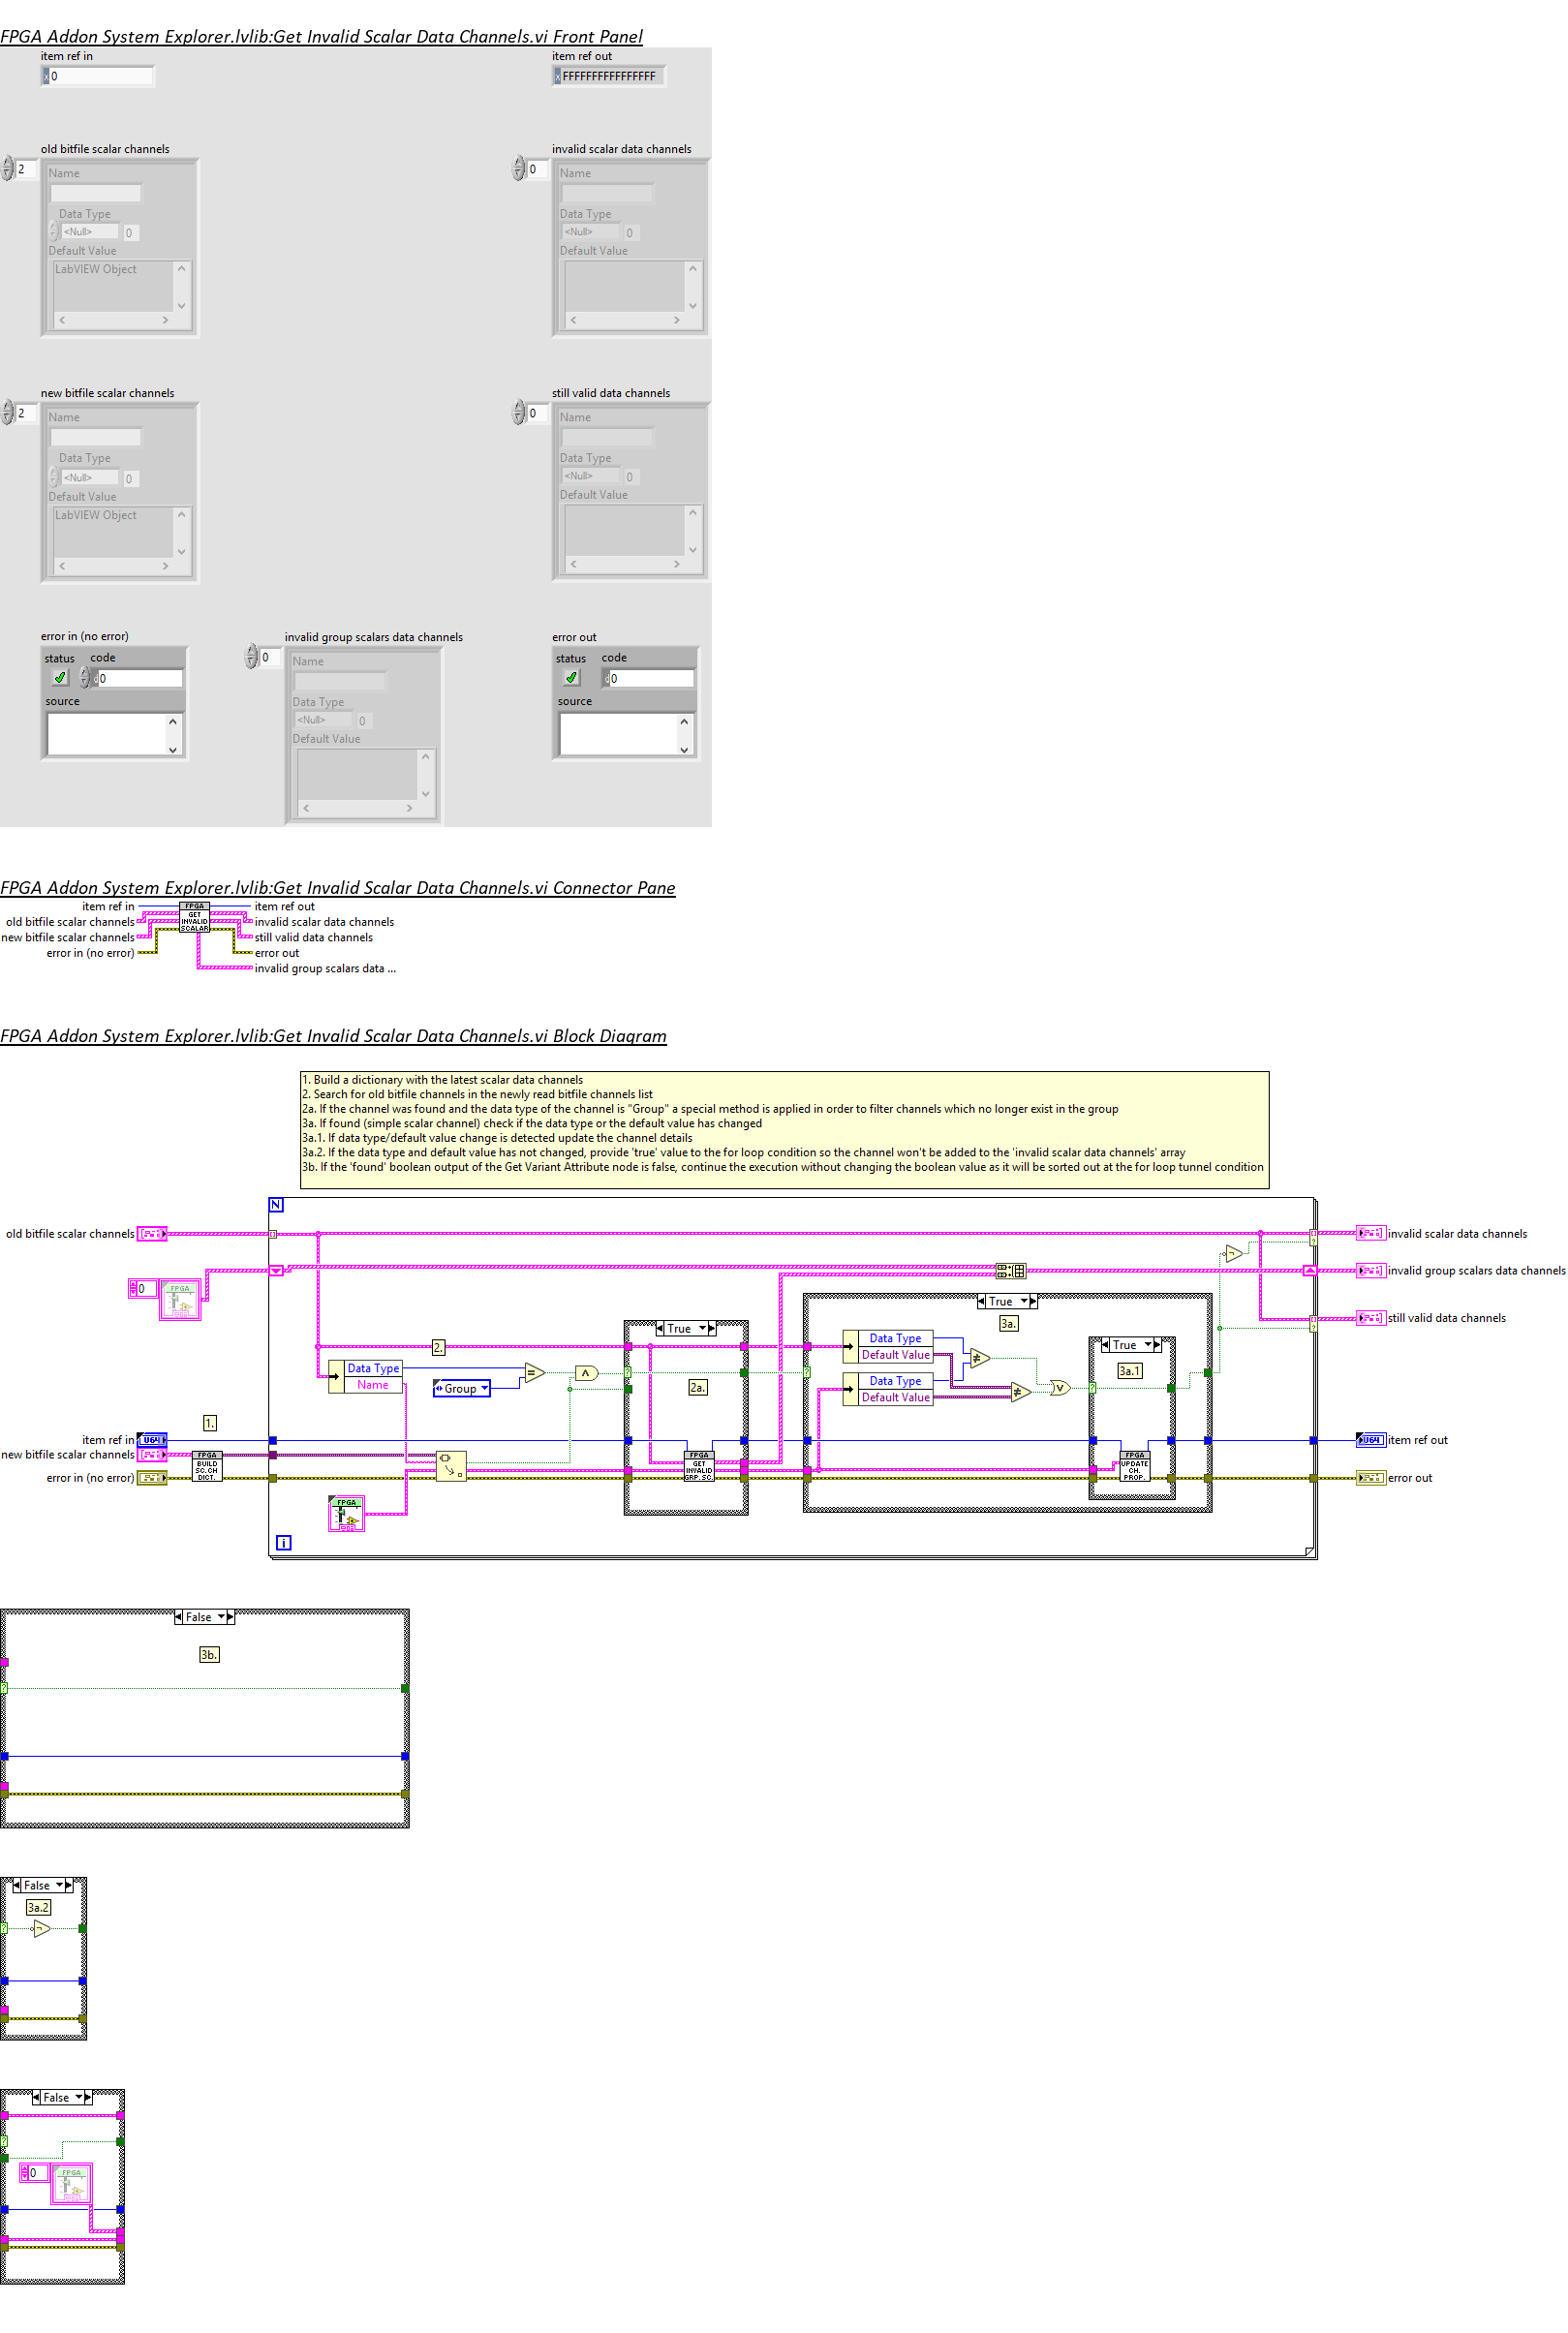 FPGA Addon System Explorer.lvlib:Get Invalid Scalar Data Channels.vi Front Panel
item ref in
item ref out
x 0
x FFFFFFFFFFFFFFFF
old bitfile scalar channels
invalid scalar data channels
2
0
Name
Name
Data Type
Data Type
<Null> 0
<Null> 0
Default Value
Default Value
LabVIEW Object
new bitfile scalar channels
still valid data channels
2
0
Name
Name
Data Type
Data Type
<Null> 0
<Null> 0
Default Value
Default Value
LabVIEW Object
error in (no error)
invalid group scalars data channels
error out
status code
0
status code
d 0
Name
d 0
source
Data Type
source
<Null> 0
Default Value
FPGA Addon System Explorer.lvlib:Get Invalid Scalar Data Channels.vi Connector Pane
item ref in
FPGA
GET
INVALID
SCALAR
item ref out
old bitfile scalar channels
invalid scalar data channels
new bitfile scalar channels
still valid data channels
error in (no error)
error out
invalid group scalars data ...
FPGA Addon System Explorer.lvlib:Get Invalid Scalar Data Channels.vi Block Diagram
1. Build a dictionary with the latest scalar data channels
2. Search for old bitfile channels in the newly read bitfile channels list
2a. If the channel was found and the data type of the channel is "Group" a special method is applied in order to filter channels which no longer exist in the group
3a. If found (simple scalar channel) check if the data type or the default value has changed
3a.1. If data type/default value change is detected update the channel details
3a.2. If the data type and default value has not changed, provide 'true' value to the for loop condition so the channel won't be added to the 'invalid scalar data channels' array
3b. If the 'found' boolean output of the Get Variant Attribute node is false, continue the execution without changing the boolean value as it will be sorted out at the for loop tunnel condition
N
old bitfile scalar channels
invalid scalar data channels
invalid group scalars data channels
0
FPGA
True
True
3a.
still valid data channels
Data Type
Default Value
True
2.
Data Type
Name
Group
2a.
Data Type
Default Value
3a.1
1.
item ref in
U64
U64
item ref out
new bitfile scalar channels
FPGA
BUILD
SC.CH
DICT.
FPGA
GET
INVALID
GRP. SC.
FPGA
UPDATE
CH.
PROP.
error in (no error)
error out
FPGA
i
False
3b.
False
3a.2
False
0
FPGA